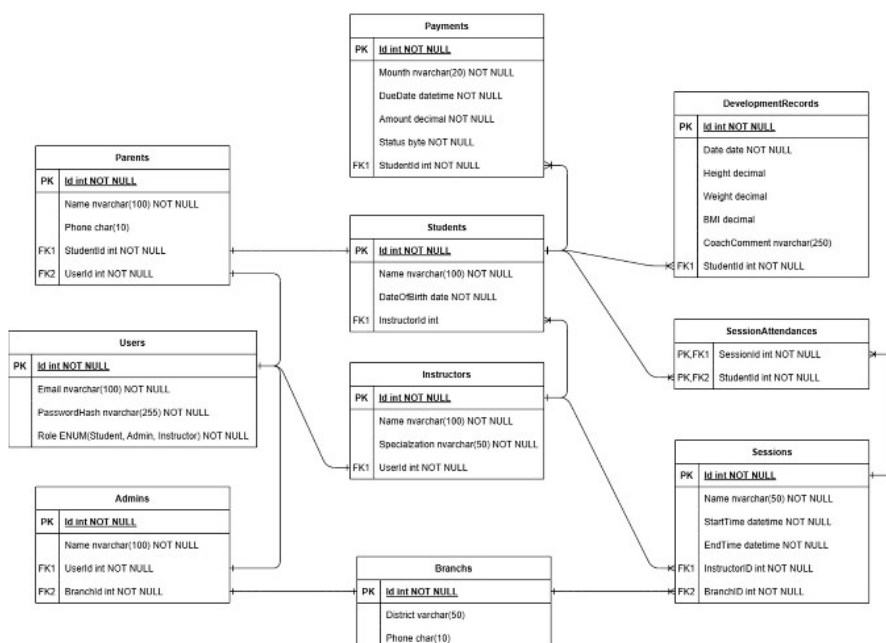 Payments
PK Id int NOT NULL
Mounth nvarchar(20) NOT NULL
DueDate datetime NOT NULL
Amount decimal NOT NULL
Status byte NOT NULL
FK1 StudentId int NOT NULL
DevelopmentRecords
PK Id int NOT NULL
Date date NOT NULL
Height decimal
Weight decimal
BMI decimal
CoachComment nvarchar(250)
FK1 StudentId int NOT NULL
Parents
PK Id int NOT NULL
Name nvarchar(100) NOT NULL
Phone char(10)
FK1 StudentId int NOT NULL
FK2 UserId int NOT NULL
Students
PK Id int NOT NULL
Name nvarchar(100) NOT NULL
DateOfBirth date NOT NULL
FK1 InstructorId int
SessionAttendances
PK,FK1 SessionId int NOT NULL
PK,FK2 StudentId int NOT NULL
Users
PK Id int NOT NULL
Email nvarchar(100) NOT NULL
PasswordHash nvarchar(255) NOT NULL
Role ENUM(Student, Admin, Instructor) NOT NULL
Instructors
PK Id int NOT NULL
Name nvarchar(100) NOT NULL
Specialzation nvarchar(50) NOT NULL
FK1 UserId int NOT NULL
Sessions
PK Id int NOT NULL
Name nvarchar(50) NOT NULL
StartTime datetime NOT NULL
EndTime datetime NOT NULL
FK1 InstructorID int NOT NULL
FK2 BranchID int NOT NULL
Admins
PK Id int NOT NULL
Name nvarchar(100) NOT NULL
FK1 UserId int NOT NULL
FK2 BranchId int NOT NULL
Branchs
PK Id int NOT NULL
District varchar(50)
Phone char(10)